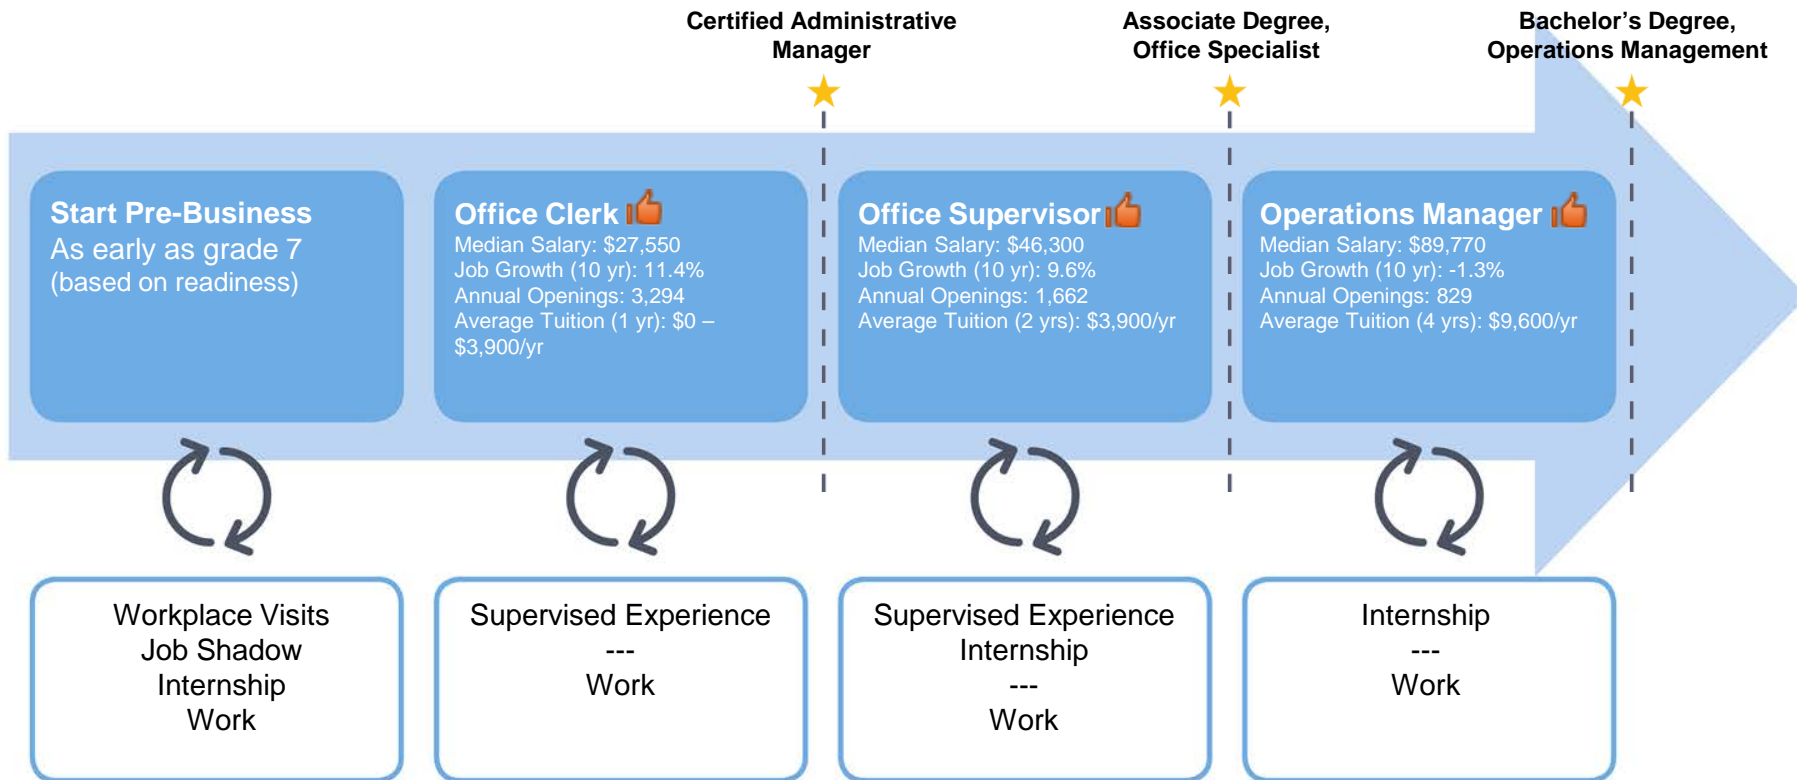 Certified Administrative
Manager
Associate Degree,
Office Specialist
Bachelor’s Degree,
Operations Management
Start Pre-Business
As early as grade 7
(based on readiness)
Office Clerk
Median Salary: $27,550
Job Growth (10 yr): 11.4%
Annual Openings: 3,294
Average Tuition (1 yr): $0 –
$3,900/yr
Office Supervisor
Median Salary: $46,300
Job Growth (10 yr): 9.6%
Annual Openings: 1,662
Average Tuition (2 yrs): $3,900/yr
Operations Manager
Median Salary: $89,770
Job Growth (10 yr): -1.3%
Annual Openings: 829
Average Tuition (4 yrs): $9,600/yr
Workplace Visits
Job Shadow
Internship
Work
Supervised Experience
---
Work
Supervised Experience
Internship
---
Work
Internship
---
Work